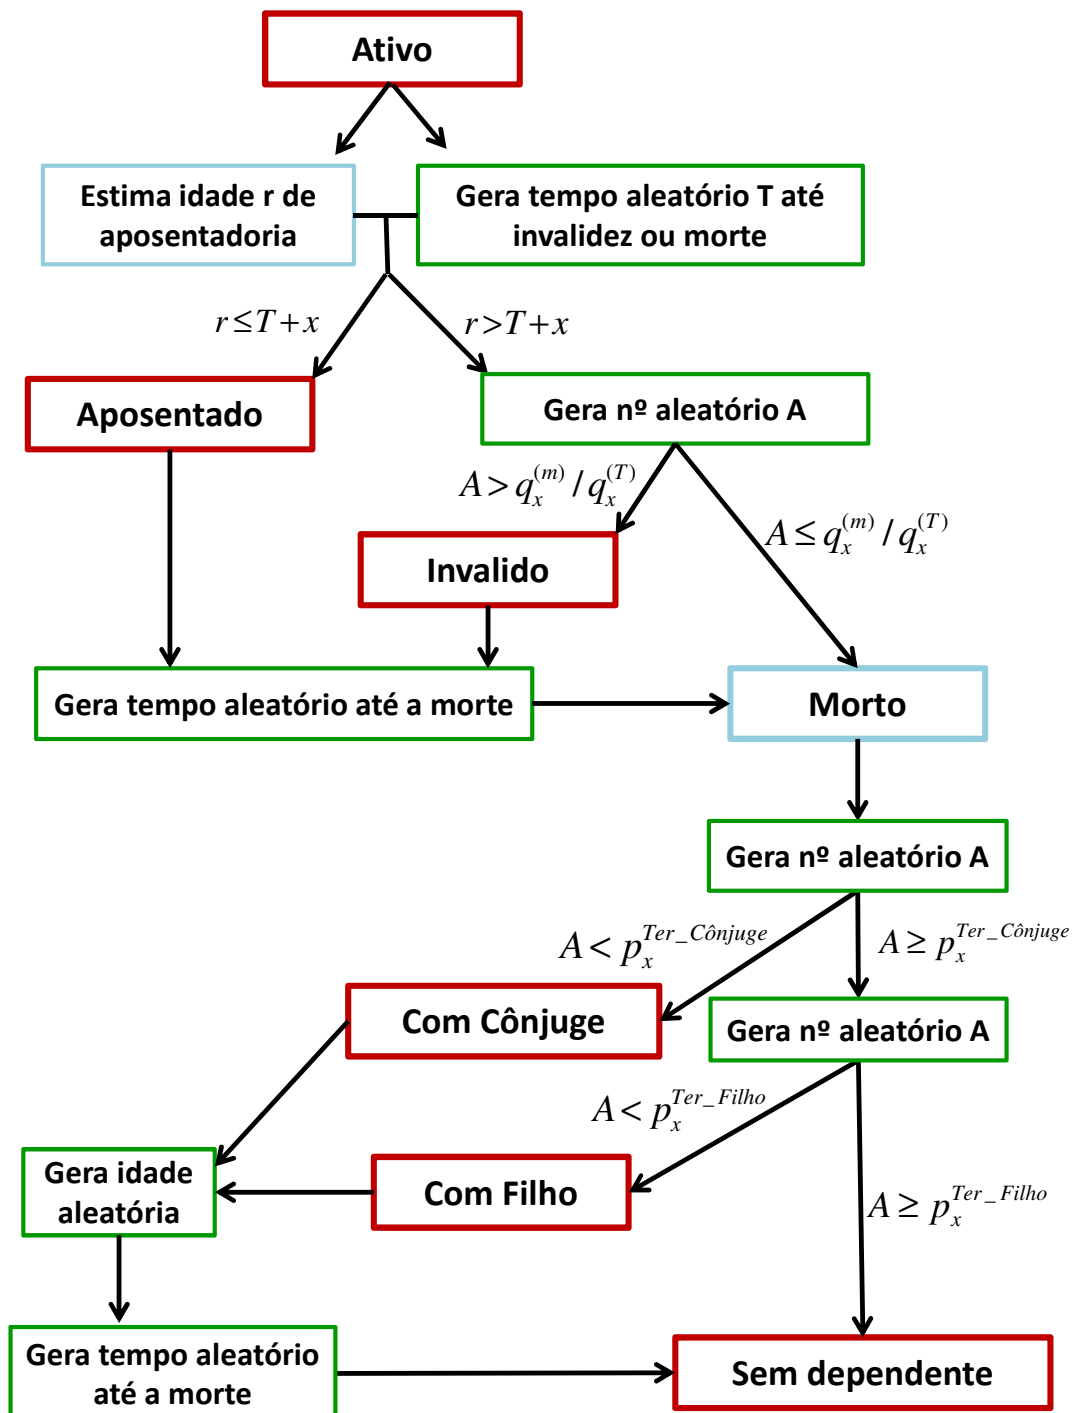 Ativo
Estima idade r de
aposentadoria
Gera tempo aleatório T até
invalidez ou morte
r ≤ T + x
r > T + x
Aposentado
Gera nº aleatório A
A > q_x^{(m)} / q_x^{(T)}
A ≤ q_x^{(m)} / q_x^{(T)}
Invalido
Gera tempo aleatório até a morte
Morto
Gera nº aleatório A
A < p_x^{Ter_Cônjuge}
A ≥ p_x^{Ter_Cônjuge}
Com Cônjuge
Gera nº aleatório A
A < p_x^{Ter_Filho}
Gera idade
aleatória
Com Filho
A ≥ p_x^{Ter_Filho}
Gera tempo aleatório
até a morte
Sem dependente